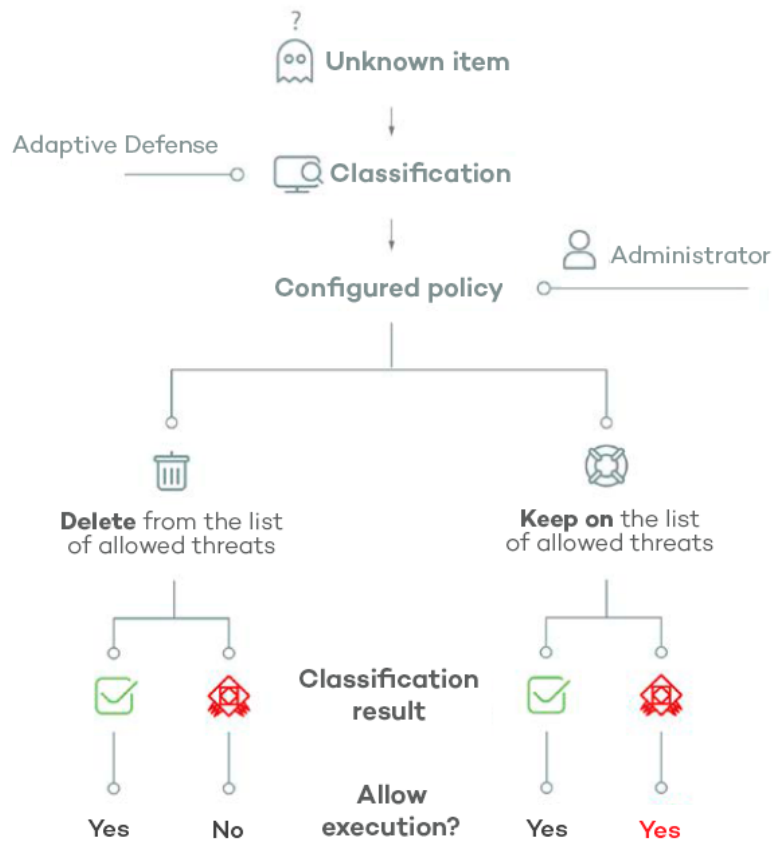 ?
Unknown item
Adaptive Defense
Classification
Administrator
Configured policy
Delete from the list
of allowed threats
Keep on the list
of allowed threats
Classification
result
Allow
execution?
Yes
No
Yes
Yes